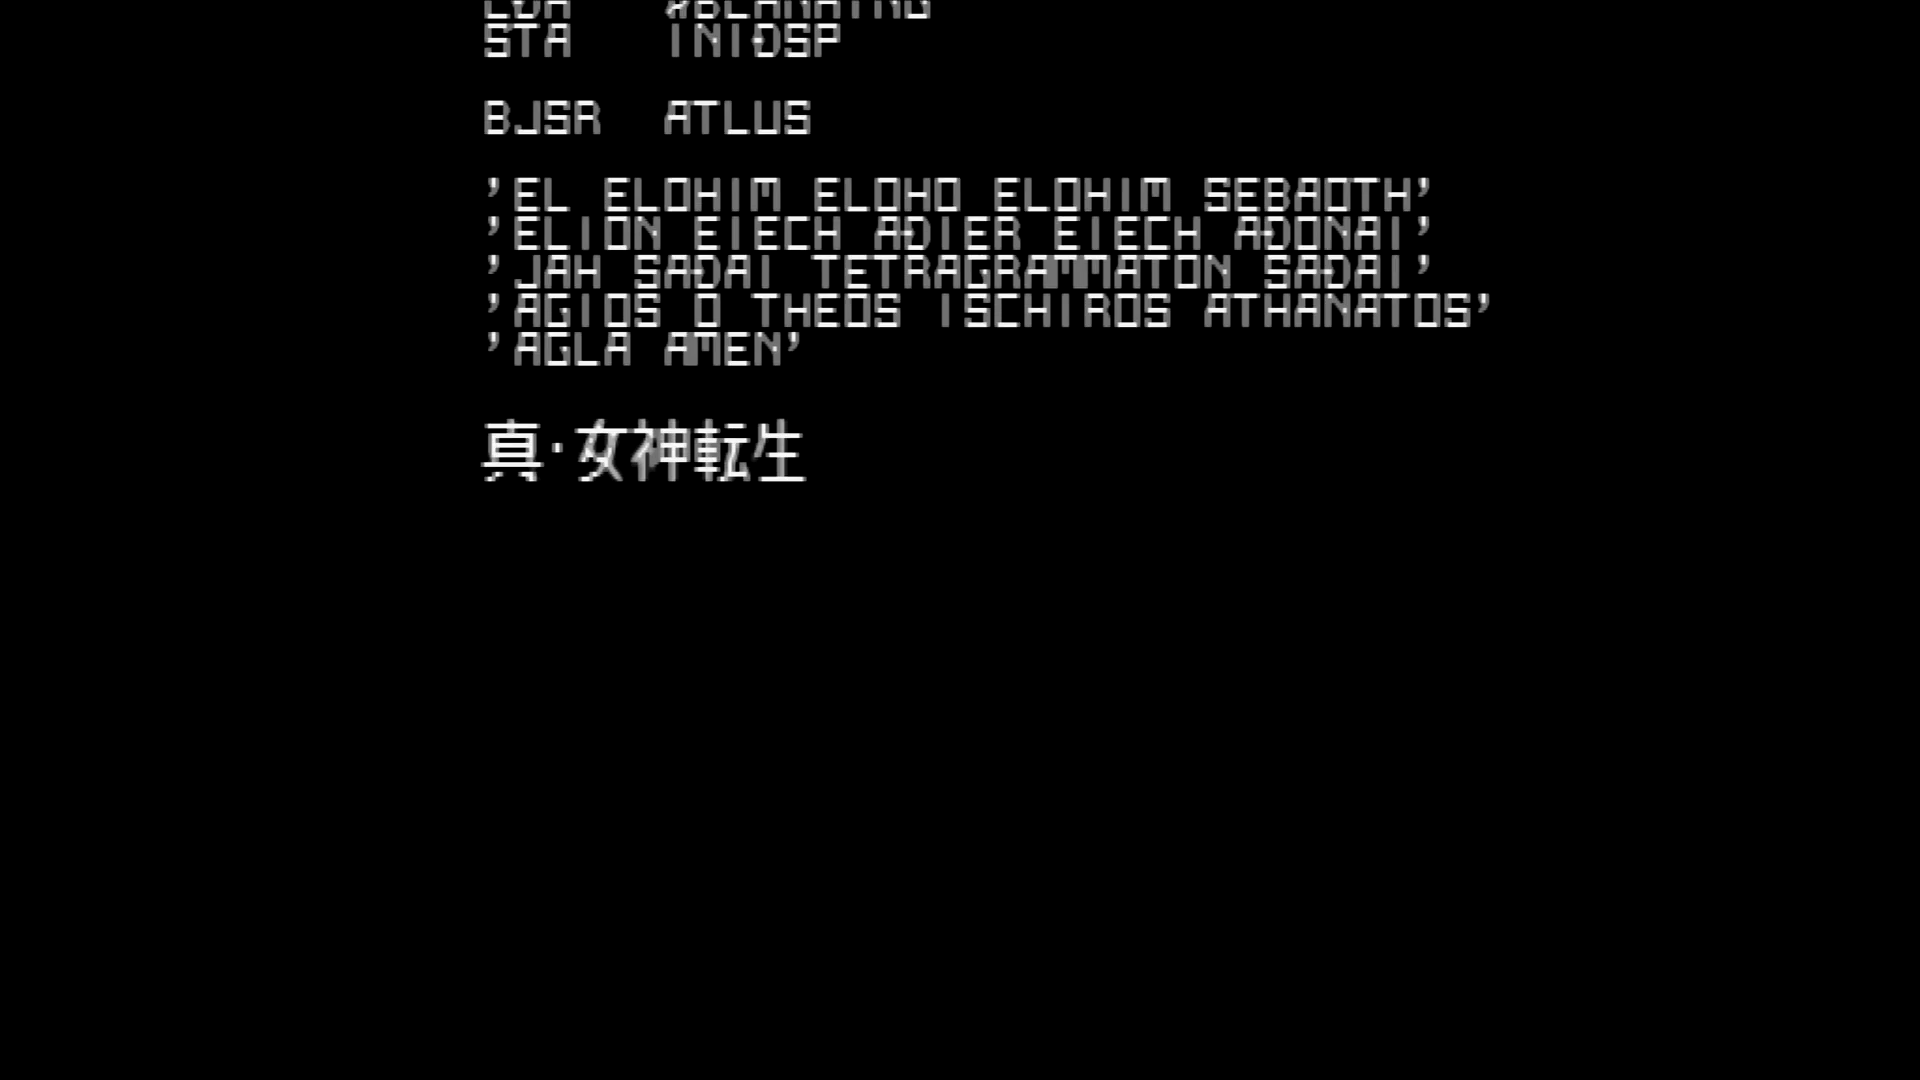 STA INIDSP
BJSR ATLUS
'EL ELOHIM ELOHO ELOHIM SEBAOTH'
'ELION EIECH ADIER EIECH ADONAI'
'JAH SADAI TETRAGRAMMATON SADAI'
'AGIOS O THEOS ISCHIROS ATHANATOS'
'AGLA AMEN'
真・女神転生